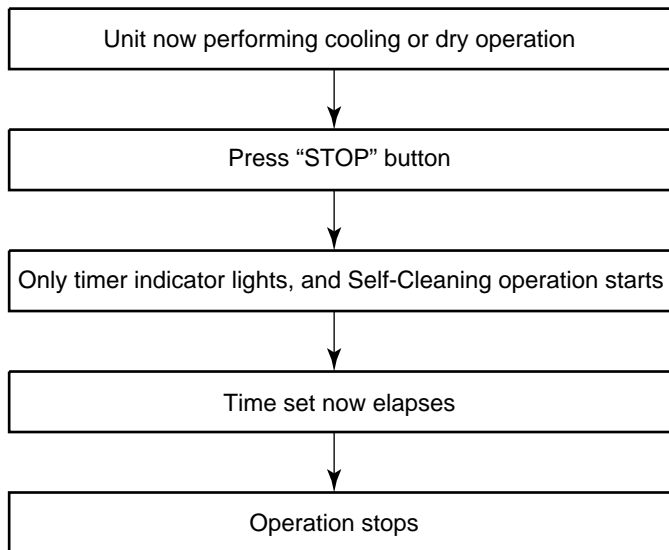 Unit now performing cooling or dry operation
Press “STOP” button
Only timer indicator lights, and Self-Cleaning operation starts
Time set now elapses
Operation stops